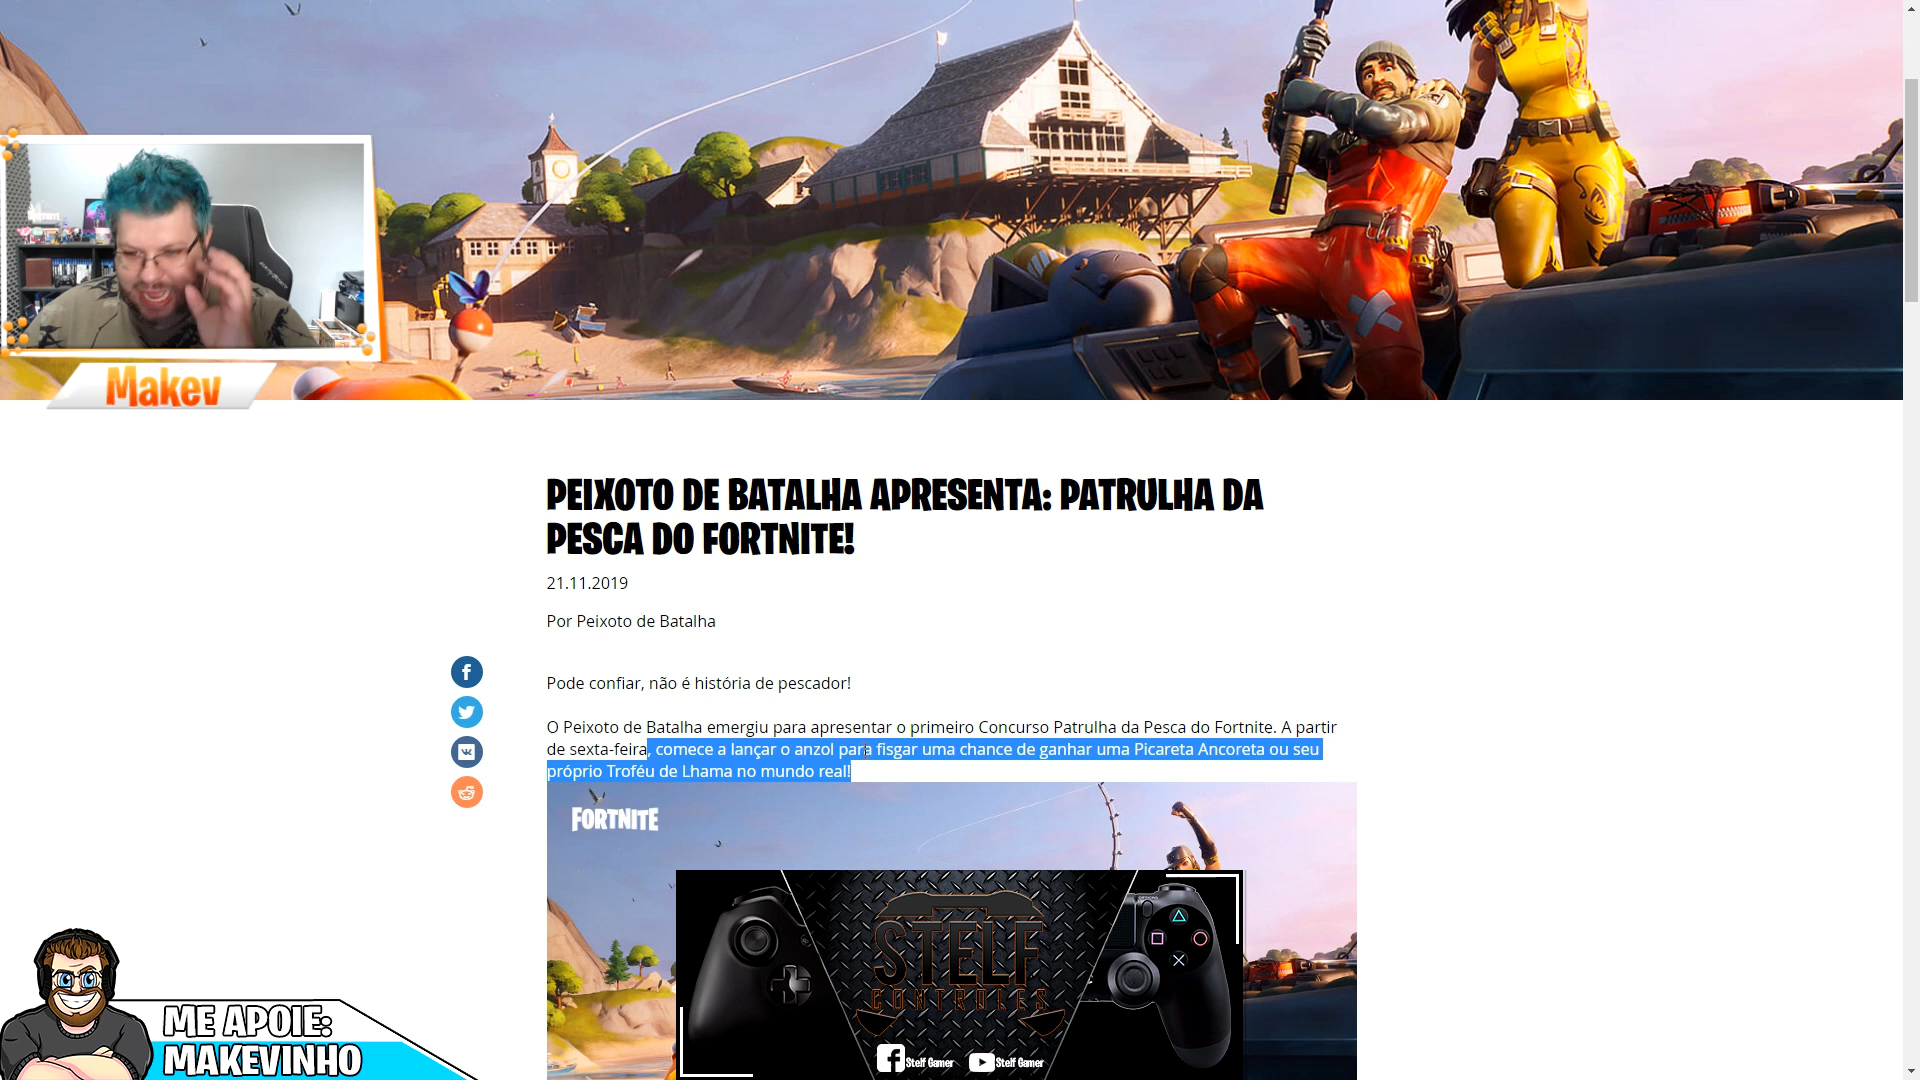 Makev
PEIXOTO DE BATALHA APRESENTA: PATRULHA DA
PESCA DO FORTNITE!
21.11.2019
Por Peixoto de Batalha
Pode confiar, não é história de pescador!
O Peixoto de Batalha emergiu para apresentar o primeiro Concurso Patrulha da Pesca do Fortnite. A partir
de sexta-feira, comece a lançar o anzol para fisgar uma chance de ganhar uma Picareta Ancoreta ou seu
próprio Troféu de Lhama no mundo real!
FORTNITE
STELF
CONTROLES
Stelf Gamer
Stelf Gamer
ME APOIE:
MAKEVINHO